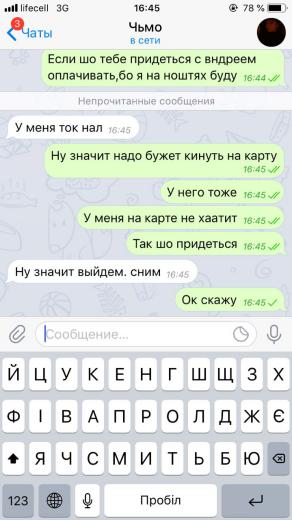 lifecell 3G 16:45 78 %
3
Чаты
Чьмо
в сети
Если шо тебе придеться с вндреем
оплачивать,бо я на ноштях буду 16:44
Непрочитанные сообщения
У меня ток нал 16:45
Ну значит надо бужет кинуть на карту
16:45
У него тоже 16:45
У меня на карте не хаатит 16:45
Так шо придеться 16:45
Ну значит выйдем. сним 16:45
Ок скажу 16:45
Сообщение...
Й Ц У К Е Н Г Ш Щ З Х
Ф І В А П Р О Л Д Ж Є
Я Ч С М И Т Ь Б Ю
123 Пробіл